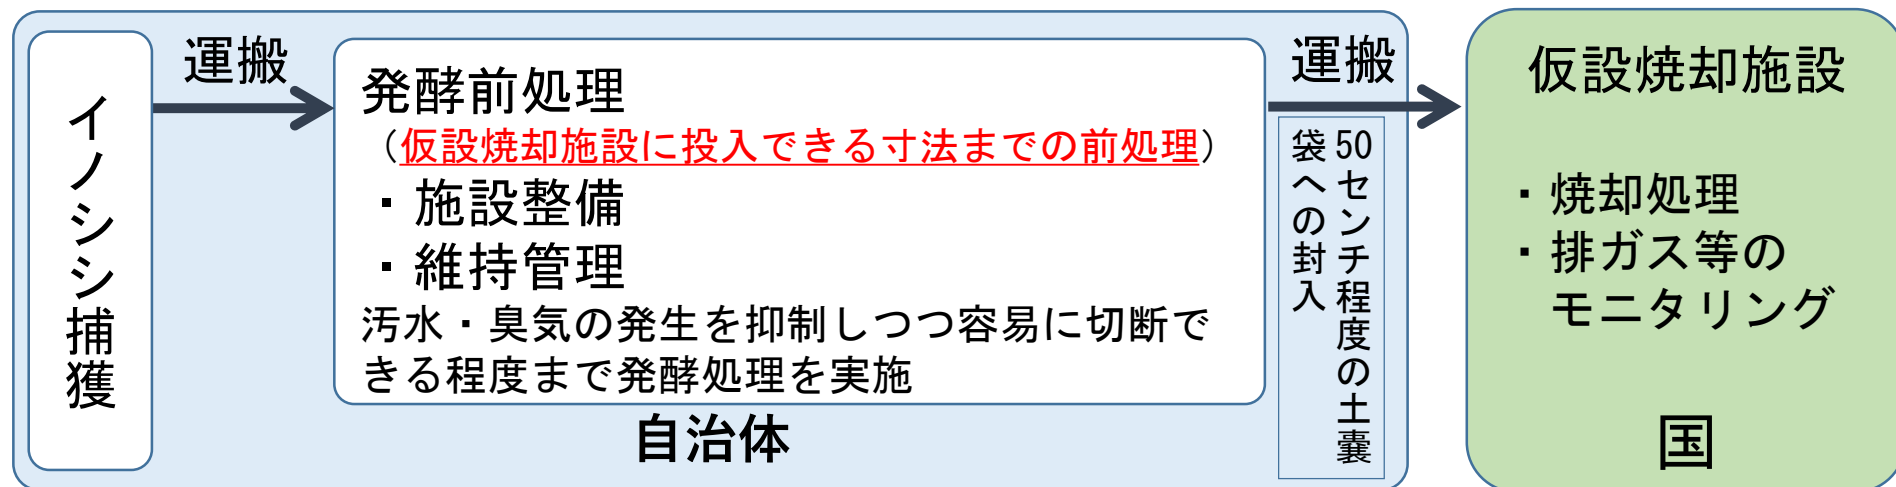 イノシシ捕獲
運搬
発酵前処理
（仮設焼却施設に投入できる寸法までの前処理）
・施設整備
・維持管理
汚水・臭気の発生を抑制しつつ容易に切断で
きる程度まで発酵処理を実施
自治体
運搬
50センチ程度の土嚢
袋への封入
仮設焼却施設
・焼却処理
・排ガス等の
モニタリング
国